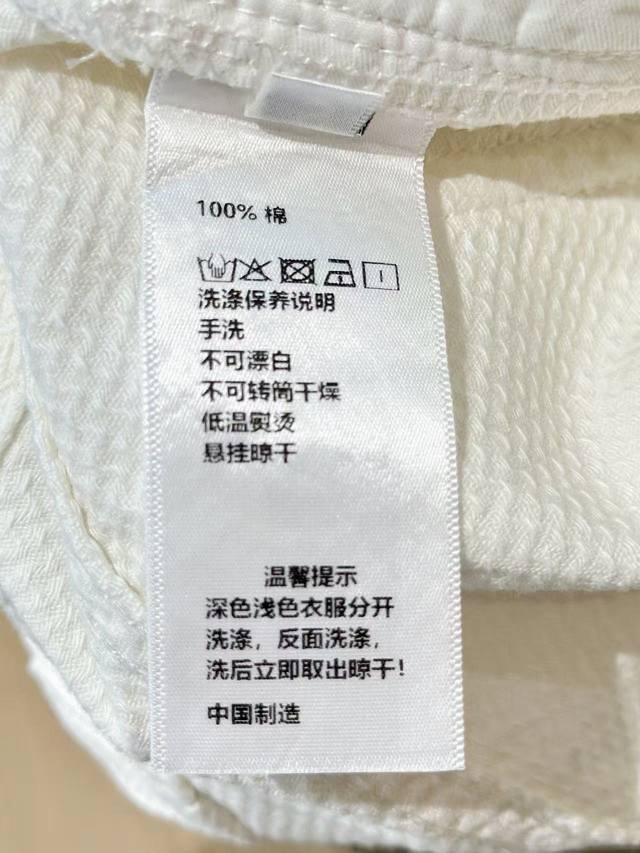 100% 棉
洗涤保养说明
手洗
不可漂白
不可转筒干燥
低温熨烫
悬挂晾干
温馨提示
深色浅色衣服分开
洗涤，反面洗涤，
洗后立即取出晾干！
中国制造